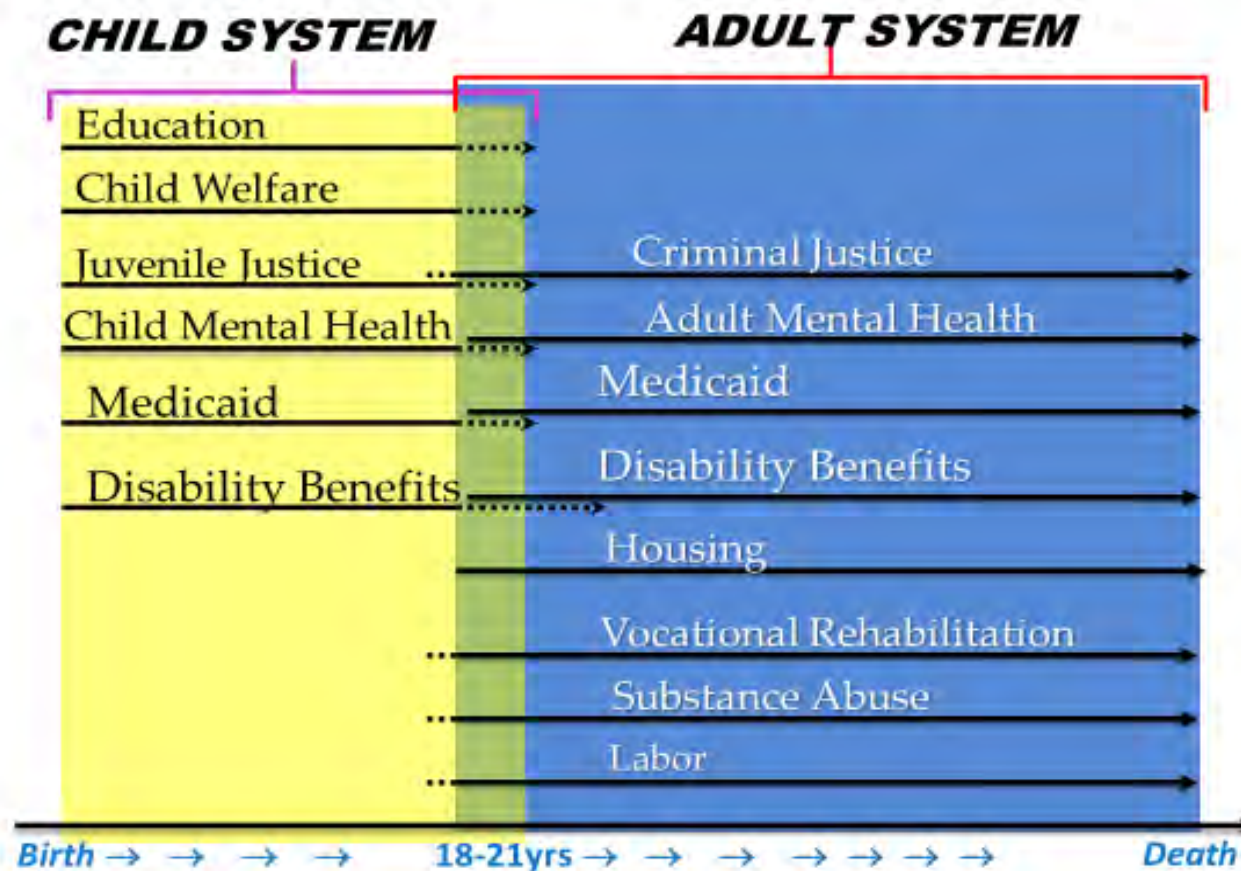 CHILD SYSTEM
ADULT SYSTEM
Education
Child Welfare
Juvenile Justice
Criminal Justice
Child Mental Health
Adult Mental Health
Medicaid
Medicaid
Disability Benefits
Disability Benefits
Housing
Vocational Rehabilitation
Substance Abuse
Labor
Birth → → → → 18-21yrs → → → → → → → Death